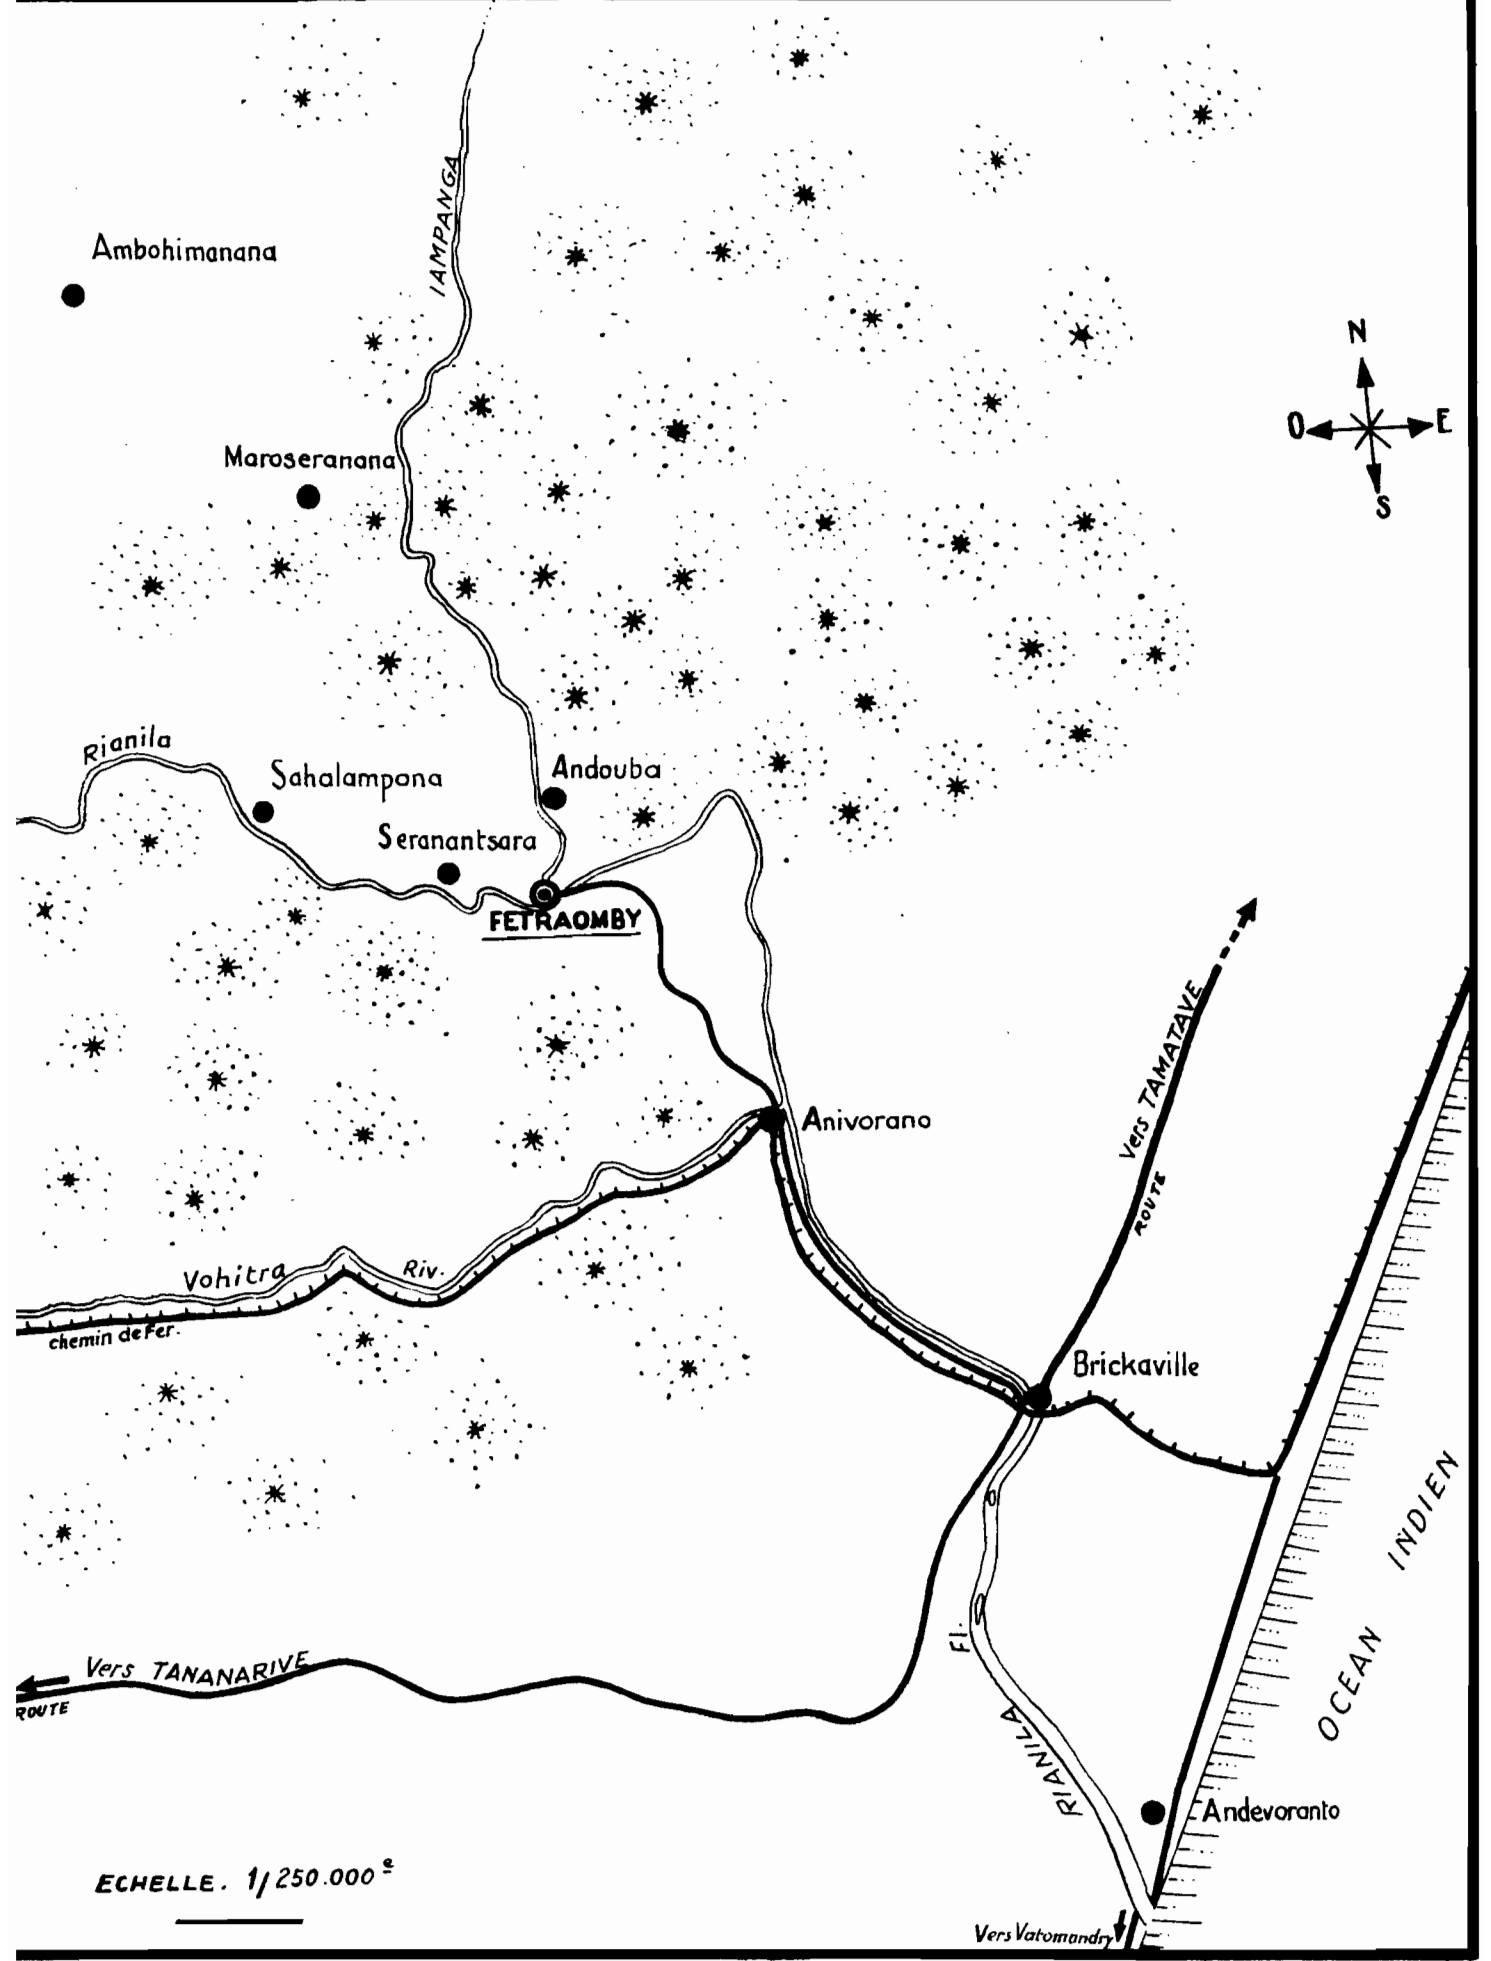 IAMPANGA
Ambohimanana
N
O
E
S
Maroseranana
Rianila
Sahalampona
Andouba
Seranantsara
FETRAOMBY
Vers TAMATAVE
ROUTE
Anivorano
Vohitra Riv.
chemin de Fer.
Brickaville
OCEAN INDIEN
Vers TANANARIVE
ROUTE
Fl. RIANILA
Andevoranto
ECHELLE. 1/250.000e
Vers Vatomandry